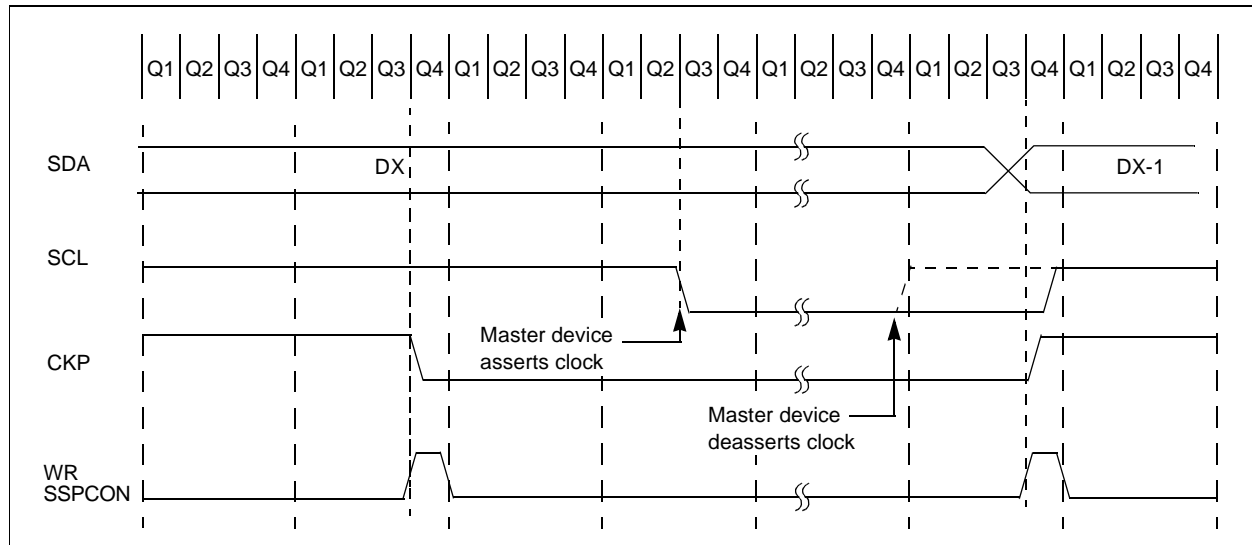 Q1 Q2 Q3 Q4 Q1 Q2 Q3 Q4 Q1 Q2 Q3 Q4 Q1 Q2 Q3 Q4 Q1 Q2 Q3 Q4 Q1 Q2 Q3 Q4 Q1 Q2 Q3 Q4
SDA
DX
DX-1
SCL
Master device
asserts clock
CKP
Master device
deasserts clock
WR
SSPCON